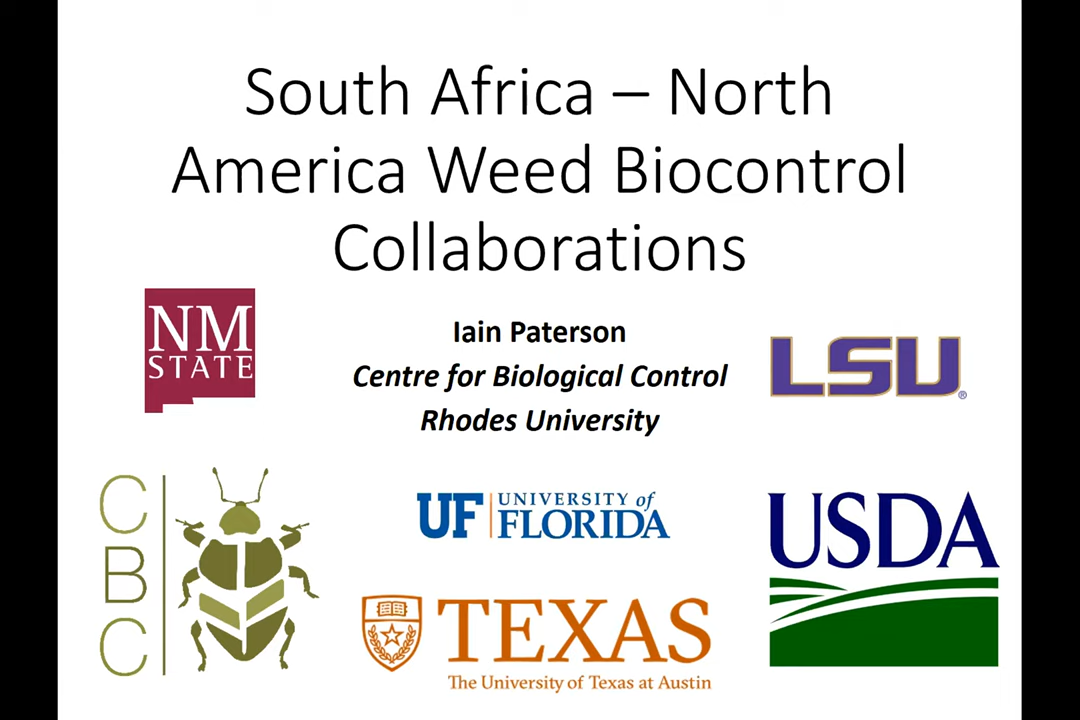 South Africa – North
America Weed Biocontrol
Collaborations
NM
STATE
Iain Paterson
Centre for Biological Control
Rhodes University
LSU®
C
B
C
UF UNIVERSITY of
FLORIDA
USDA
TEXAS
The University of Texas at Austin